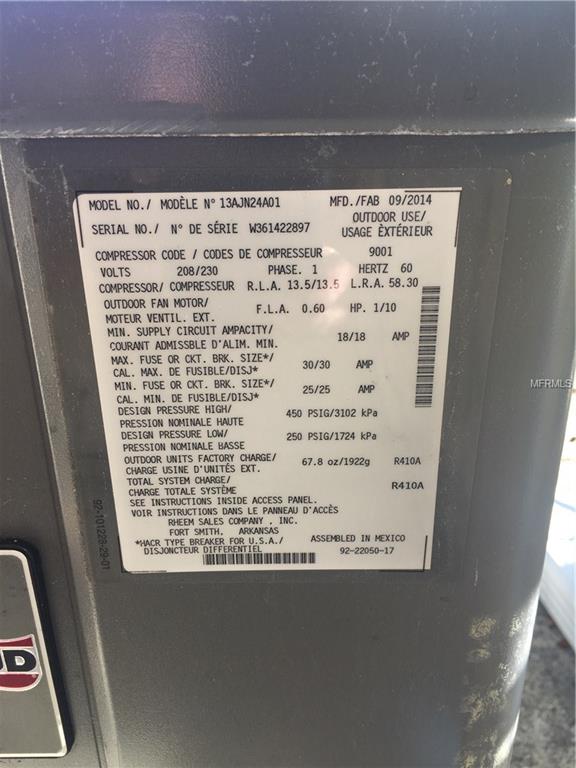 MODEL NO./ MODÈLE N° 13AJN24A01 MFD./FAB 09/2014
OUTDOOR USE/
SERIAL NO./ N° DE SÉRIE W361422897 USAGE ÈXTÉRIEUR
COMPRESSOR CODE / CODES DE COMPRESSEUR 9001
VOLTS 208/230 PHASE. 1 HERTZ 60
COMPRESSOR/ COMPRESSEUR R.L.A. 13.5/13.5 L.R.A. 58.30
OUTDOOR FAN MOTOR/ F.L.A. 0.60 HP. 1/10
MOTEUR VENTIL. EXT.
MIN. SUPPLY CIRCUIT AMPACITY/ 18/18 AMP
COURANT ADMISSBLE D'ALIM. MIN.
MAX. FUSE OR CKT. BRK. SIZE*/ 30/30 AMP
CAL. MAX. DE FUSIBLE/DISJ*
MIN. FUSE OR CKT. BRK. SIZE*/ 25/25 AMP
CAL. MIN. DE FUSIBLE/DISJ*
DESIGN PRESSURE HIGH/ 450 PSIG/3102 kPa
PRESSION NOMINALE HAUTE
DESIGN PRESSURE LOW/ 250 PSIG/1724 kPa
PRESSION NOMINALE BASSE
OUTDOOR UNITS FACTORY CHARGE/ 67.8 oz/1922g R410A
CHARGE USINE D'UNITÉS EXT.
TOTAL SYSTEM CHARGE/ R410A
CHARGE TOTALE SYSTÈME
SEE INSTRUCTIONS INSIDE ACCESS PANEL.
VOIR INSTRUCTIONS DANS LE PANNEAU D'ACCÈS
RHEEM SALES COMPANY , INC.
FORT SMITH, ARKANSAS
*HACR TYPE BREAKER FOR U.S.A./ ASSEMBLED IN MEXICO
DISJONCTEUR DIFFERENTIEL 92-22050-17
92-101228-29-01
MFRMLS